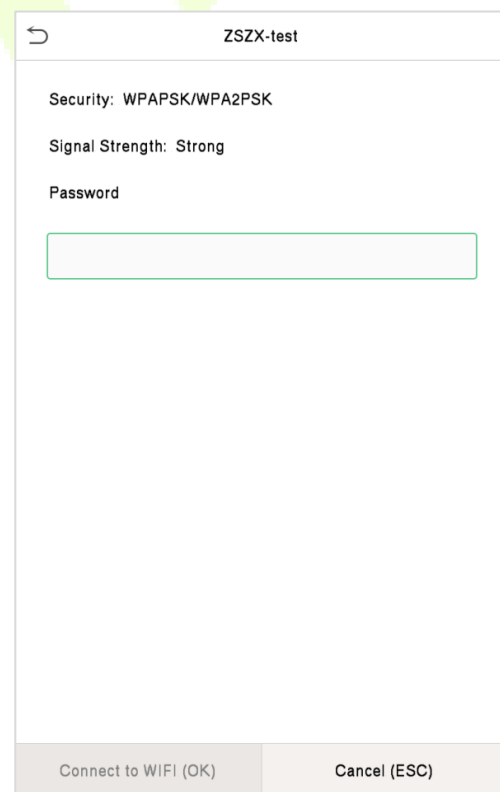 ZSZX-test
Security: WPAPSK/WPA2PSK
Signal Strength: Strong
Password
Connect to WIFI (OK) Cancel (ESC)